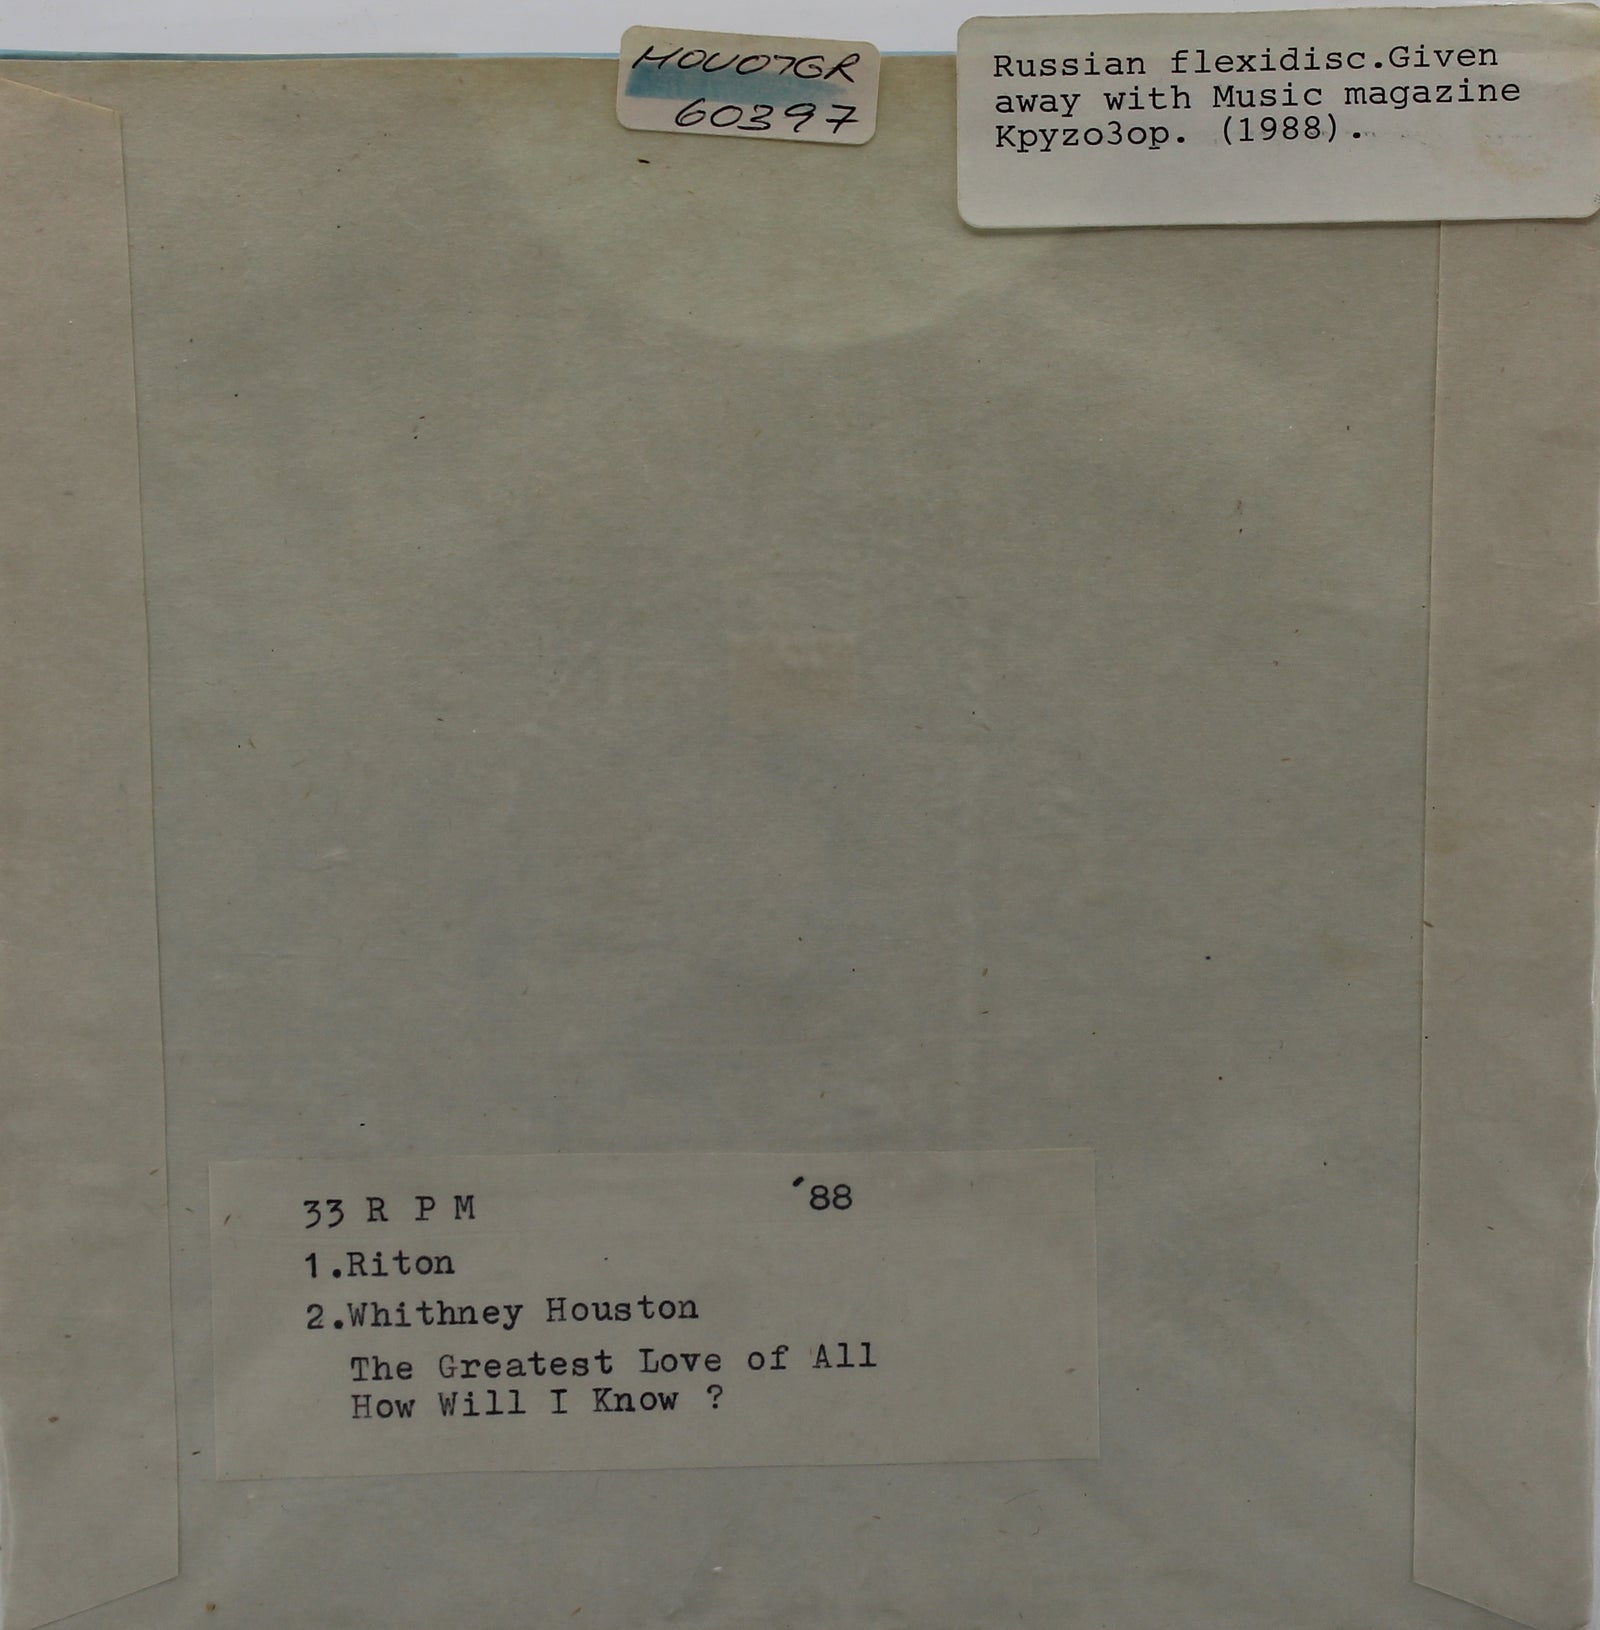 HOU07GR
60397
Russian flexidisc.Given
away with Music magazine
Kpyzo3op. (1988).
33 R P M '88
1.Riton
2.Whithney Houston
The Greatest Love of All
How Will I Know ?